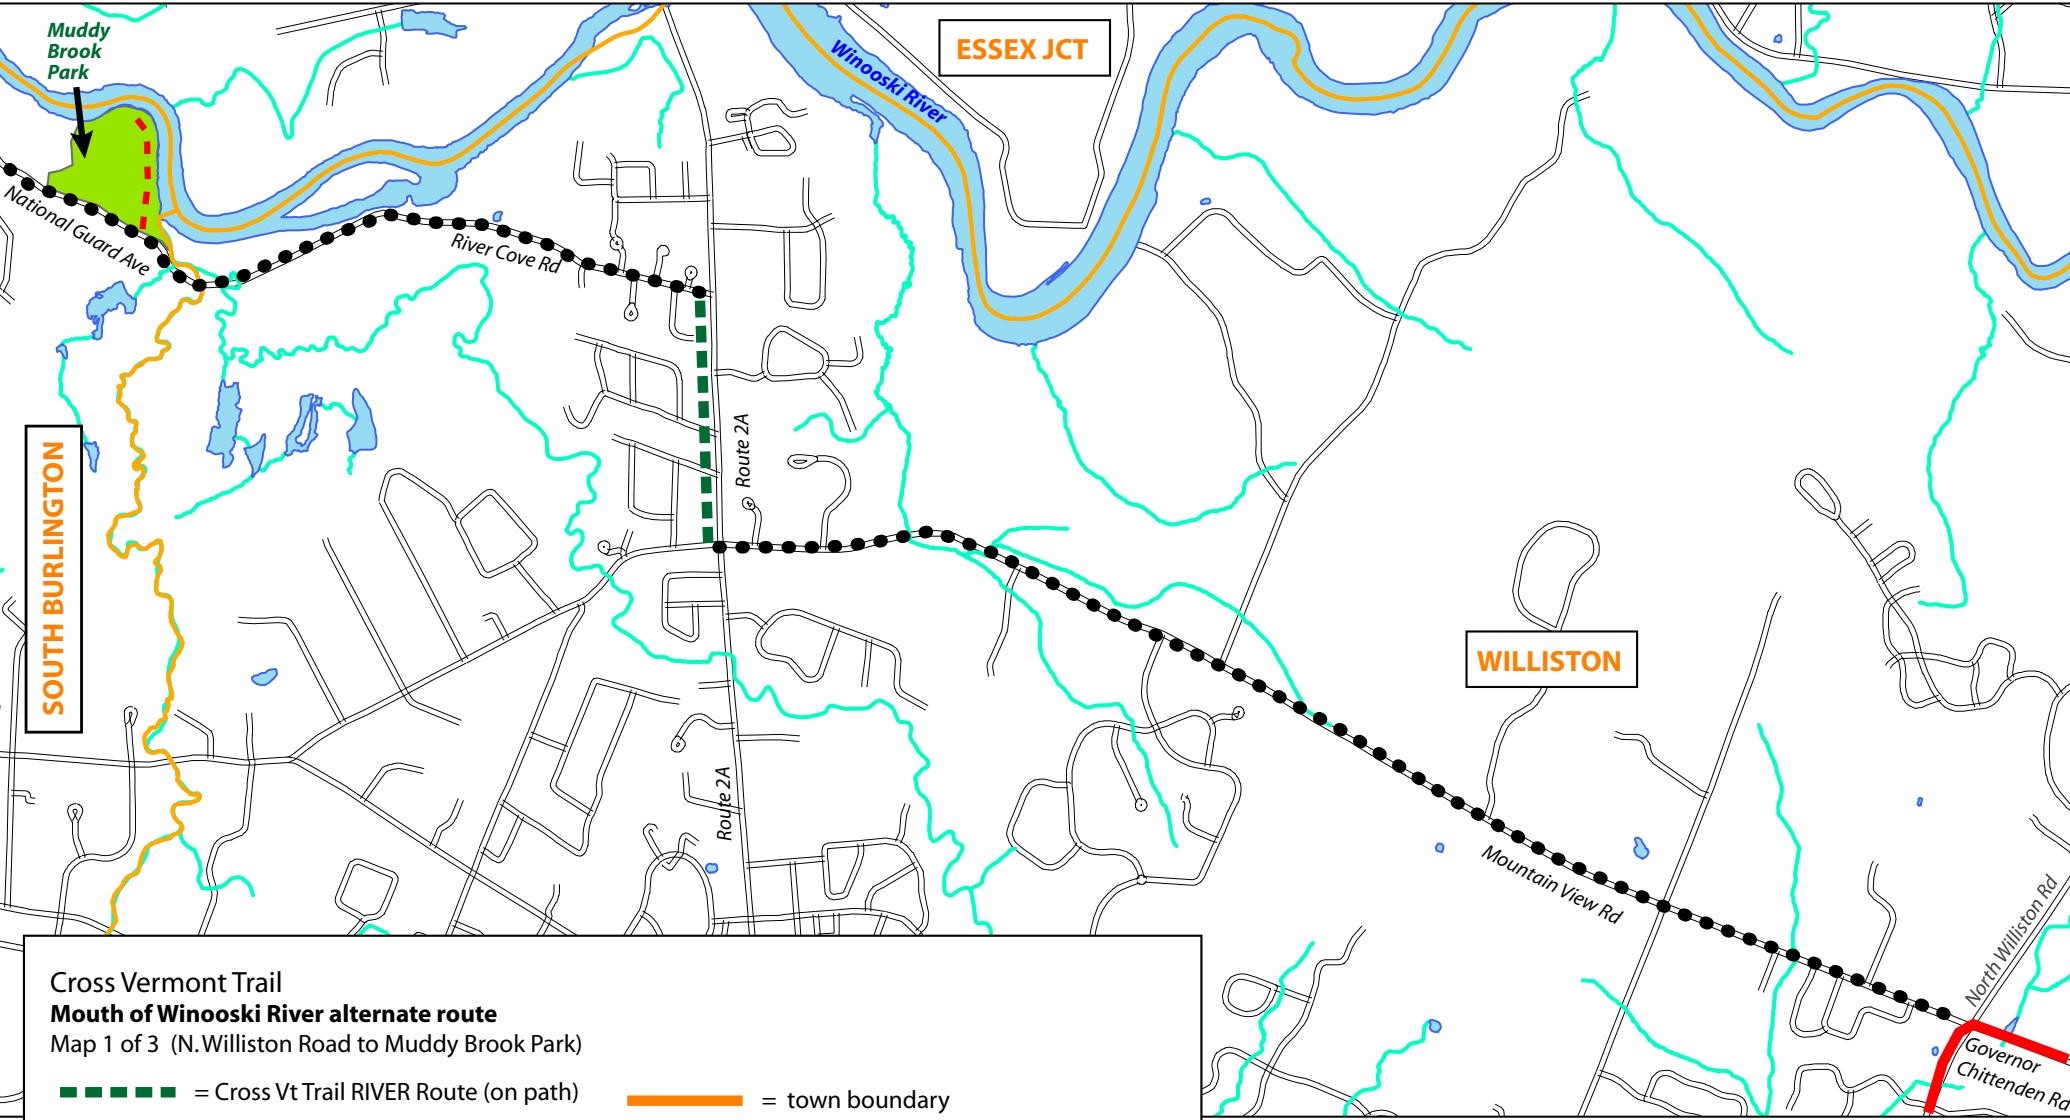 Muddy
Brook
Park
ESSEX JCT
Winooski River
National Guard Ave
River Cove Rd
Route 2A
SOUTH BURLINGTON
WILLISTON
Route 2A
Mountain View Rd
North Williston Rd
Governor
Chittenden Rd
Cross Vermont Trail
Mouth of Winooski River alternate route
Map 1 of 3 (N.Williston Road to Muddy Brook Park)
= Cross Vt Trail RIVER Route (on path)
= town boundary